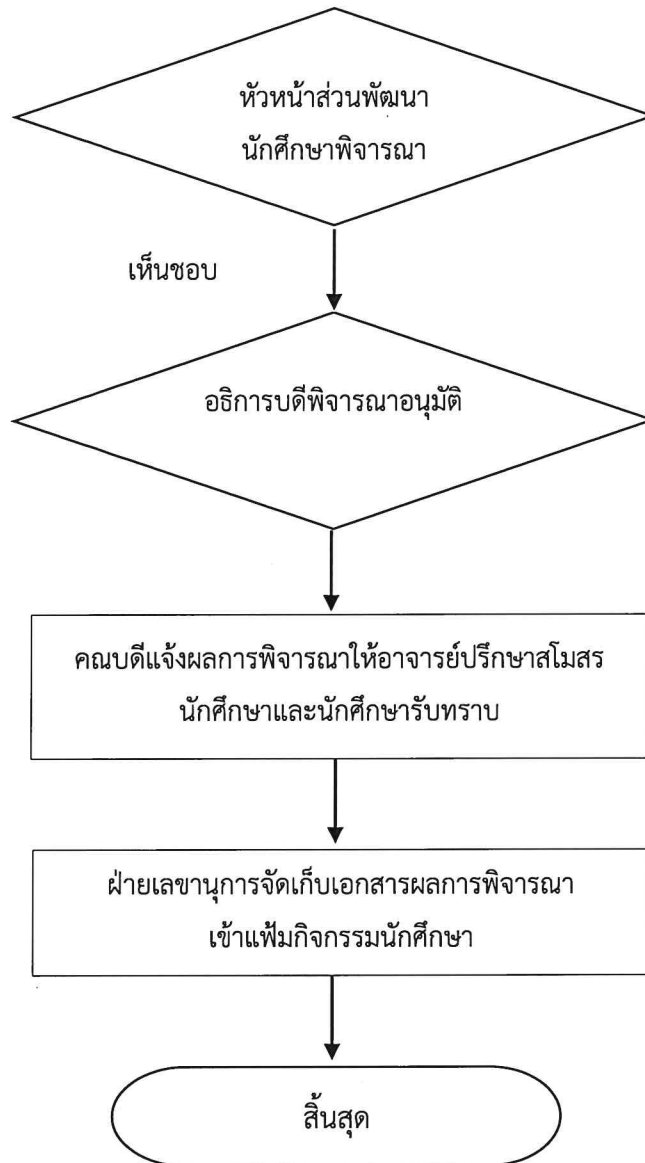 หัวหน้าส่วนพัฒนา
นักศึกษาพิจารณา
เห็นชอบ
อธิการบดีพิจารณาอนุมัติ
คณบดีแจ้งผลการพิจารณาให้อาจารย์ปรึกษาสโมสร
นักศึกษาและนักศึกษารับทราบ
ฝ่ายเลขานุการจัดเก็บเอกสารผลการพิจารณา
เข้าแฟ้มกิจกรรมนักศึกษา
สิ้นสุด